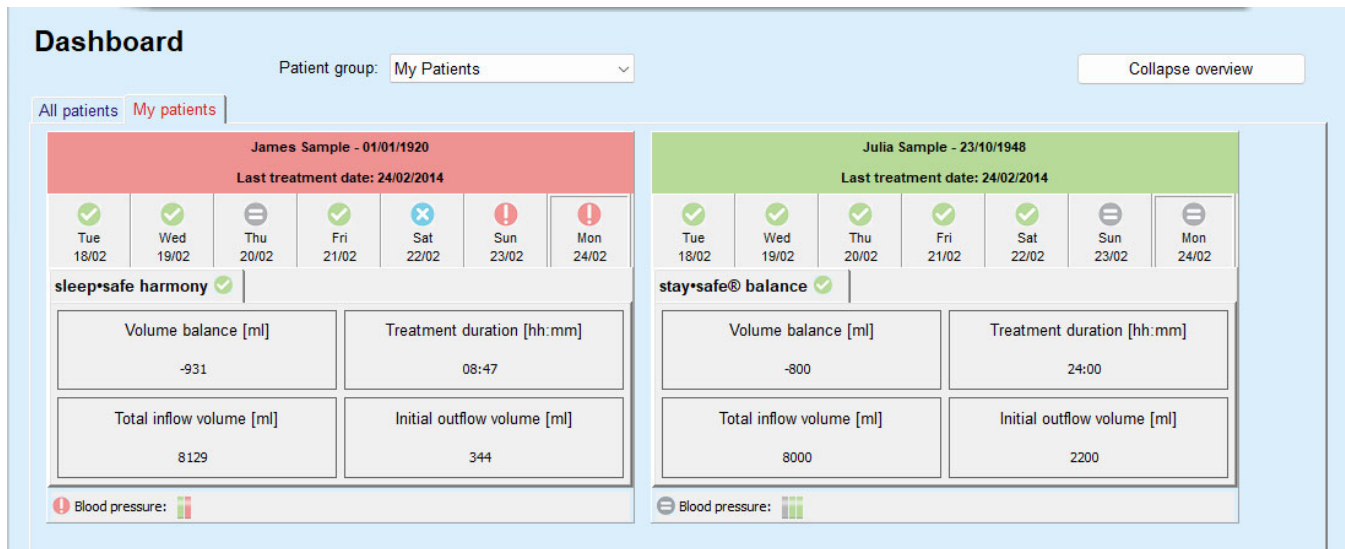 Dashboard
Patient group: My Patients
Collapse overview
All patients My patients
James Sample - 01/01/1920
Last treatment date: 24/02/2014
Tue Wed Thu Fri Sat Sun Mon
18/02 19/02 20/02 21/02 22/02 23/02 24/02
sleep•safe harmony
Volume balance [ml] Treatment duration [hh:mm]
-931 08:47
Total inflow volume [ml] Initial outflow volume [ml]
8129 344
Blood pressure:
Julia Sample - 23/10/1948
Last treatment date: 24/02/2014
Tue Wed Thu Fri Sat Sun Mon
18/02 19/02 20/02 21/02 22/02 23/02 24/02
stay•safe® balance
Volume balance [ml] Treatment duration [hh:mm]
-800 24:00
Total inflow volume [ml] Initial outflow volume [ml]
8000 2200
Blood pressure: